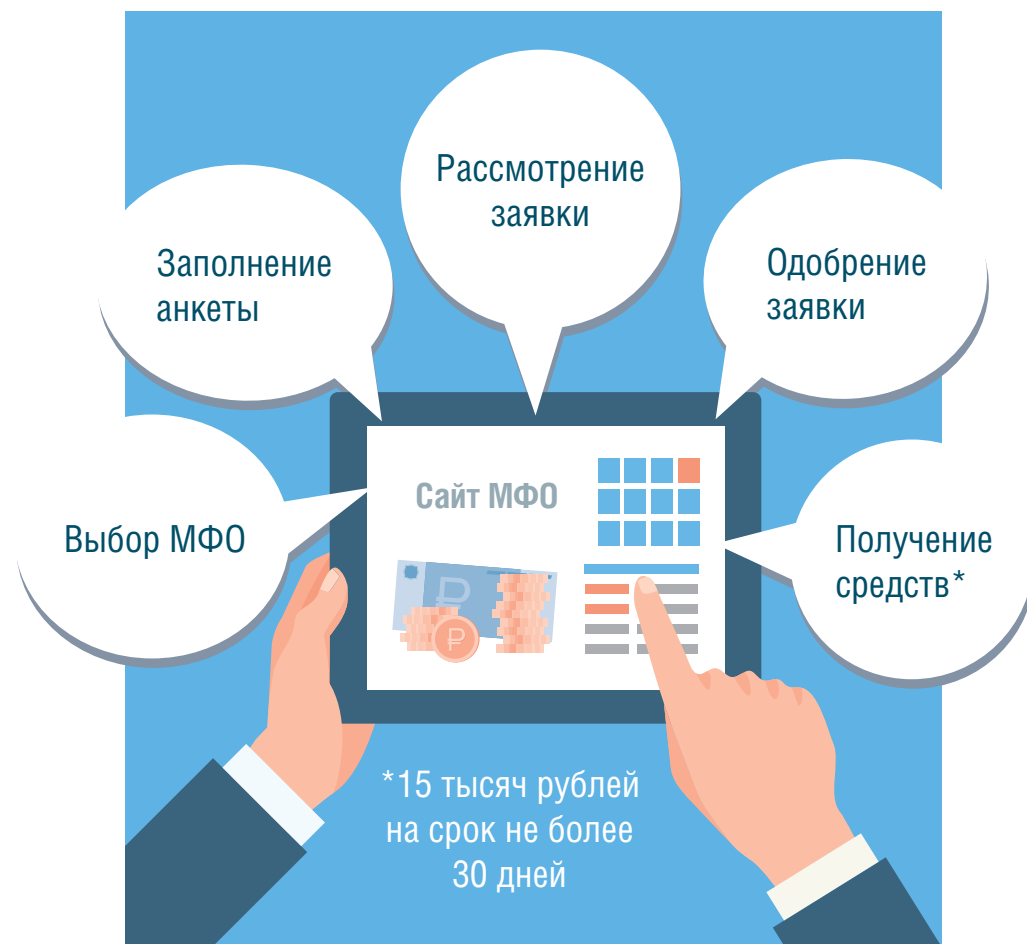 Выбор МФО
Заполнение
анкеты
Рассмотрение
заявки
Одобрение
заявки
Получение
средств*
Сайт МФО
₽
₽
*15 тысяч рублей
на срок не более
30 дней